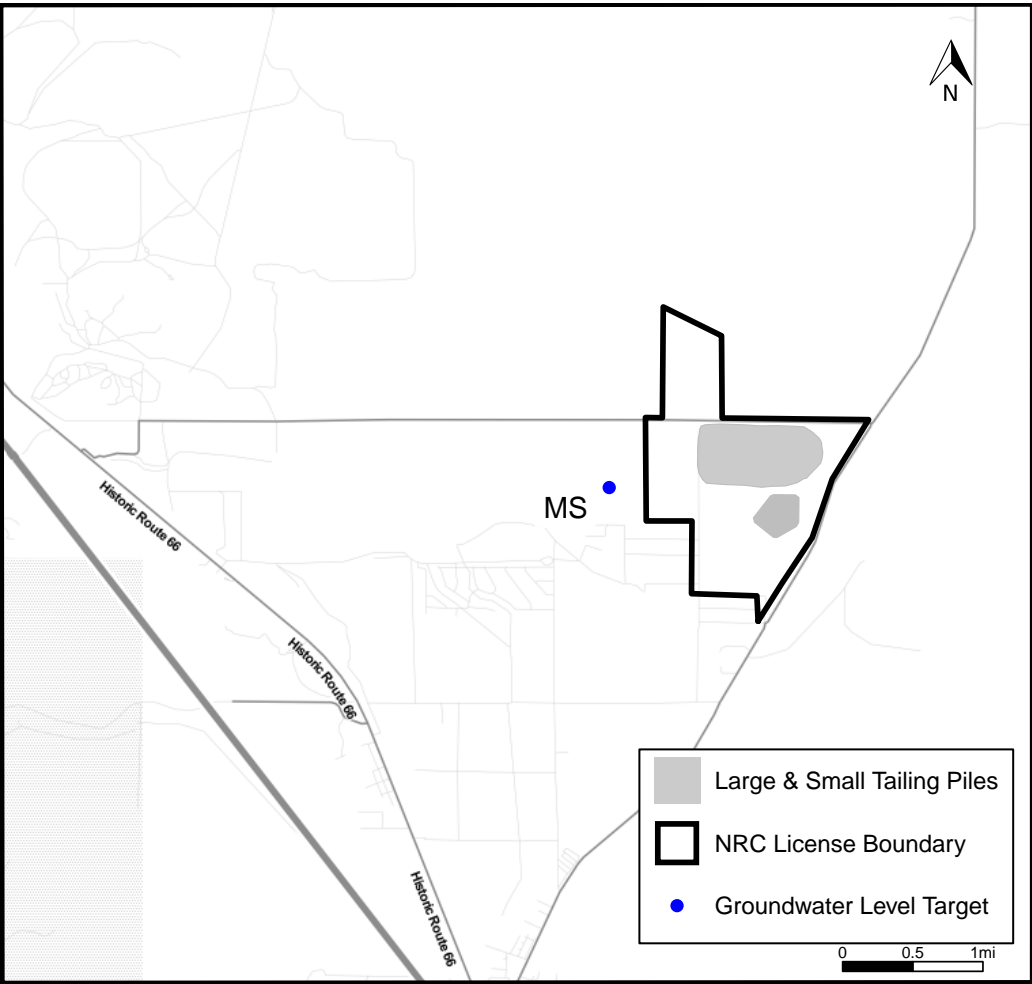 N
MS
Historic Route 66
Historic Route 66
Historic Route 66
Large & Small Tailing Piles
NRC License Boundary
Groundwater Level Target
0 0.5 1mi